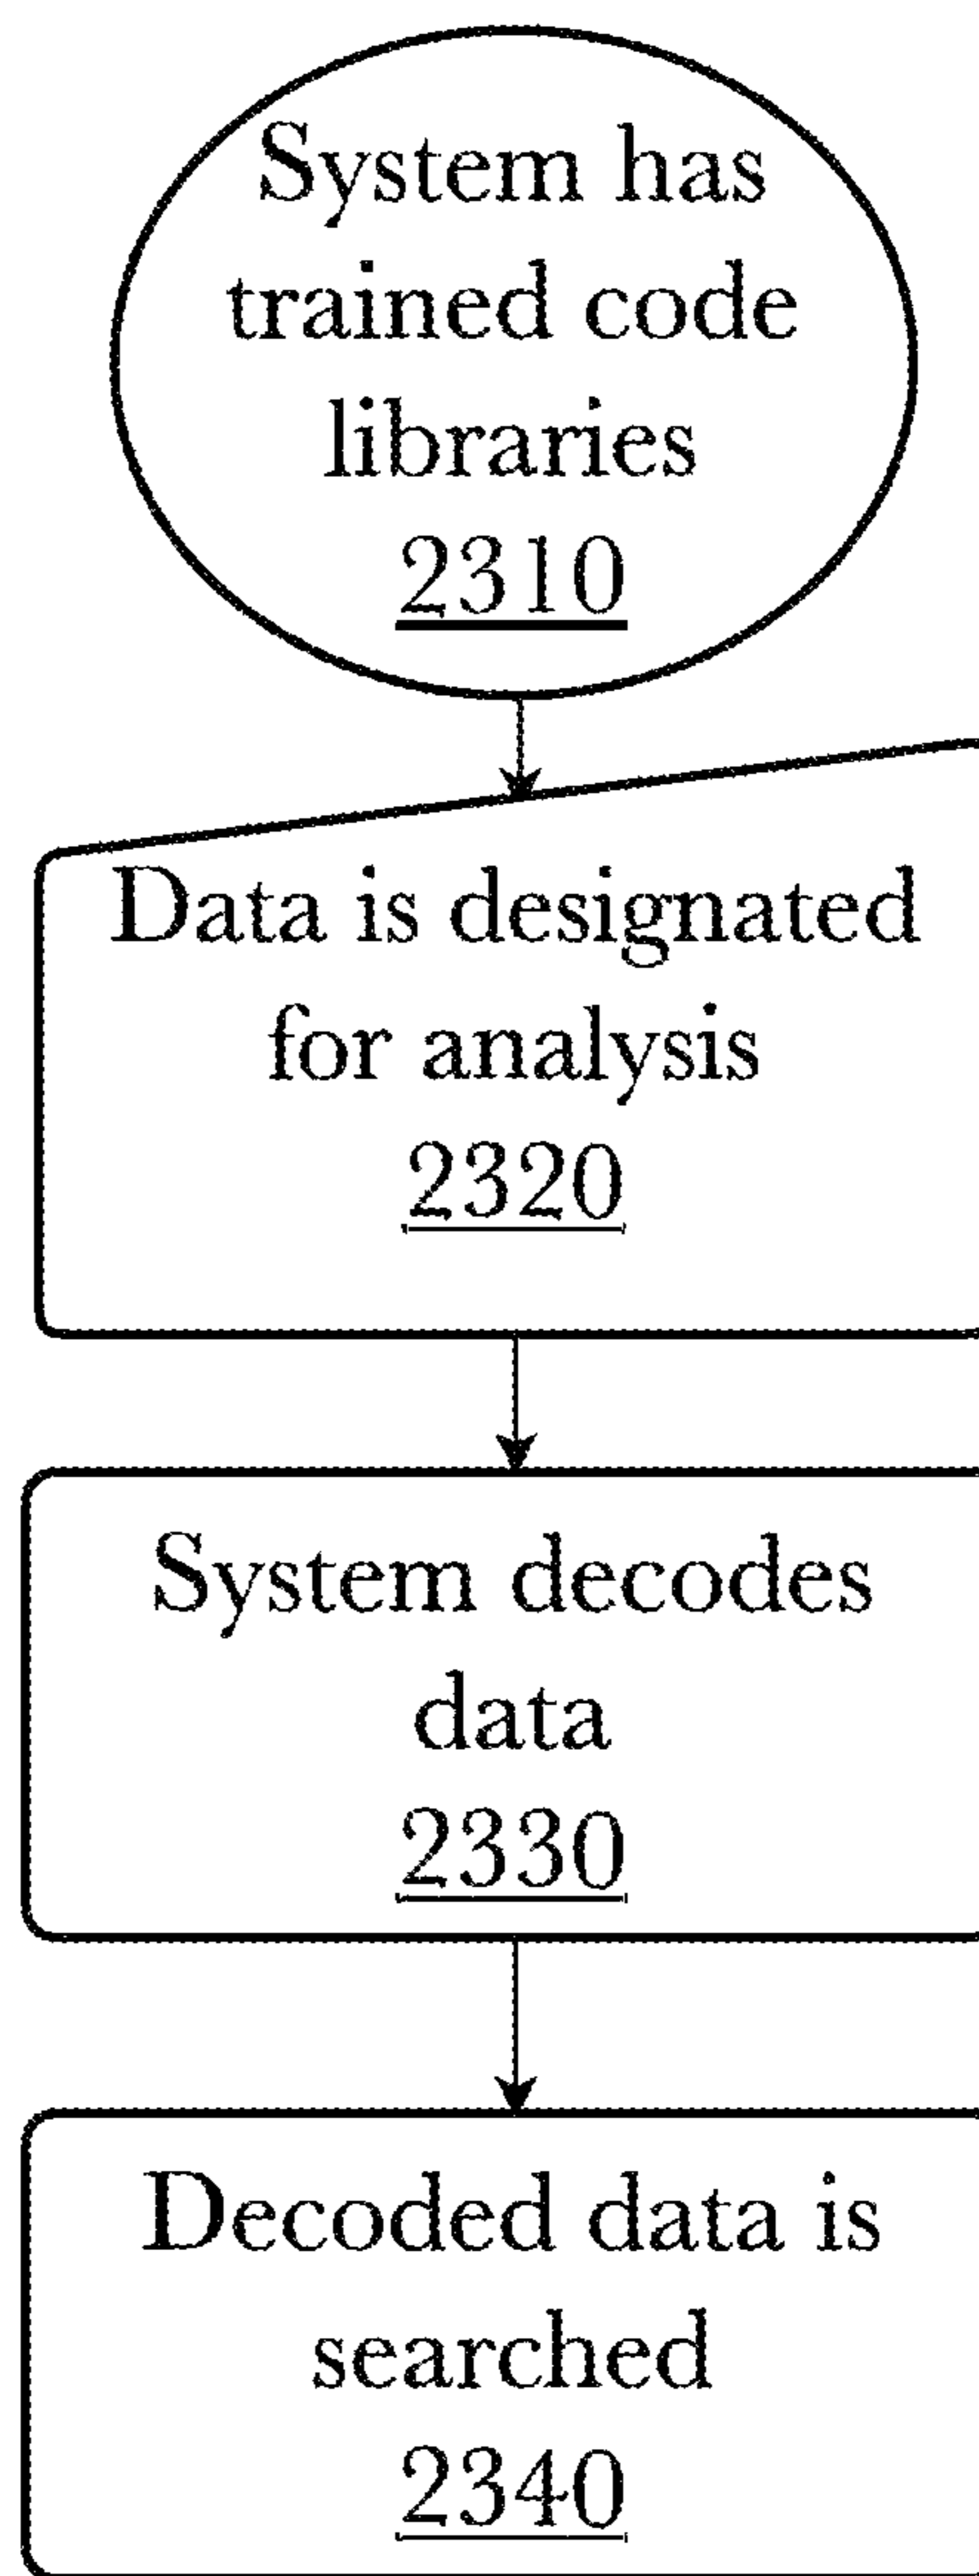 System has
trained code
libraries
2310
Data is designated
for analysis
2320
System decodes
data
2330
Decoded data is
searched
2340